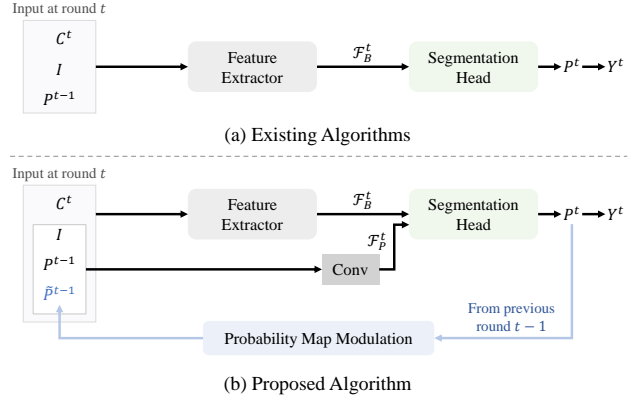 Input at round t
C^t
I
P^{t-1}
Feature
Extractor
ℱ_B^t
Segmentation
Head
P^t
Y^t
(a) Existing Algorithms
Input at round t
C^t
I
P^{t-1}
P̃^{t-1}
Feature
Extractor
ℱ_B^t
ℱ_P^t
Conv
Segmentation
Head
P^t
Y^t
From previous
round t − 1
Probability Map Modulation
(b) Proposed Algorithm